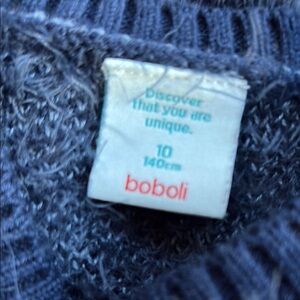 Discover
that you are
unique.
10
140cm
boboli